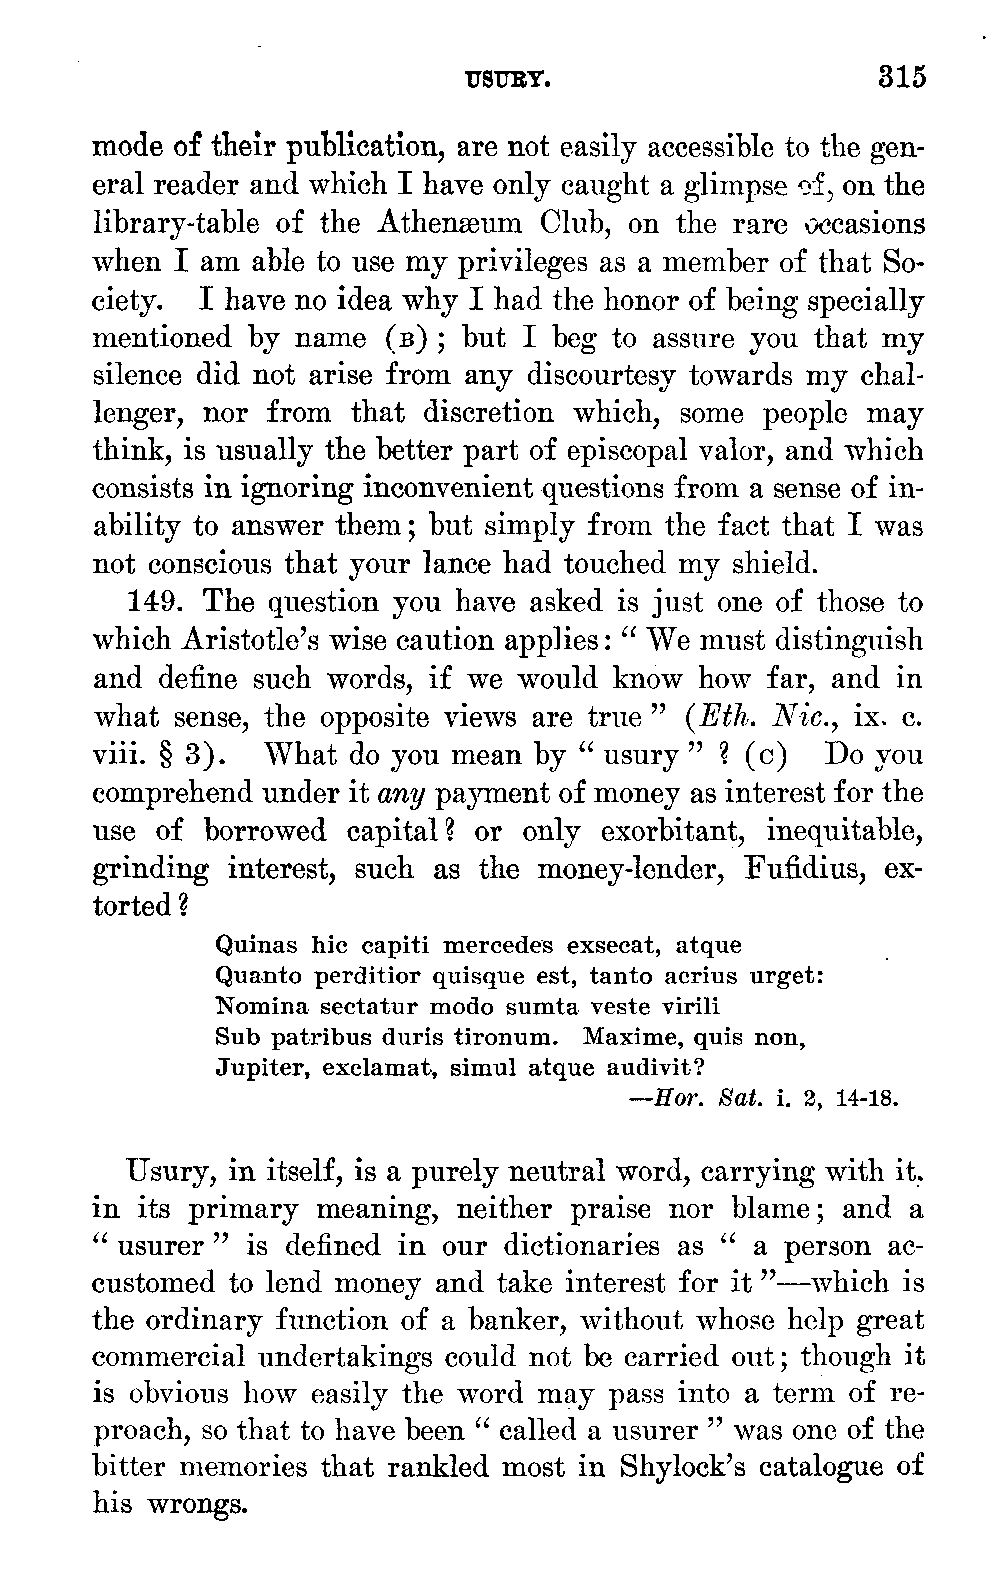 USURY. 315
mode of their publication, are not easily accessible to the gen-
eral reader and which I have only caught a glimpse of, on the
library-table of the Athenæum Club, on the rare occasions
when I am able to use my privileges as a member of that So-
ciety. I have no idea why I had the honor of being specially
mentioned by name (B) ; but I beg to assure you that my
silence did not arise from any discourtesy towards my chal-
lenger, nor from that discretion which, some people may
think, is usually the better part of episcopal valor, and which
consists in ignoring inconvenient questions from a sense of in-
ability to answer them; but simply from the fact that I was
not conscious that your lance had touched my shield.
149. The question you have asked is just one of those to
which Aristotle's wise caution applies: “ We must distinguish
and define such words, if we would know how far, and in
what sense, the opposite views are true ” (Eth. Nic., ix. c.
viii. § 3). What do you mean by “ usury ” ? (C) Do you
comprehend under it any payment of money as interest for the
use of borrowed capital? or only exorbitant, inequitable,
grinding interest, such as the money-lender, Fufidius, ex-
torted?
Quinas hic capiti mercedes exsecat, atque
Quanto perditior quisque est, tanto acrius urget:
Nomina sectatur modo sumta veste virili
Sub patribus duris tironum. Maxime, quis non,
Jupiter, exclamat, simul atque audivit?
—Hor. Sat. i. 2, 14-18.
Usury, in itself, is a purely neutral word, carrying with it,
in its primary meaning, neither praise nor blame; and a
“ usurer ” is defined in our dictionaries as “ a person ac-
customed to lend money and take interest for it ”—which is
the ordinary function of a banker, without whose help great
commercial undertakings could not be carried out; though it
is obvious how easily the word may pass into a term of re-
proach, so that to have been “ called a usurer ” was one of the
bitter memories that rankled most in Shylock's catalogue of
his wrongs.